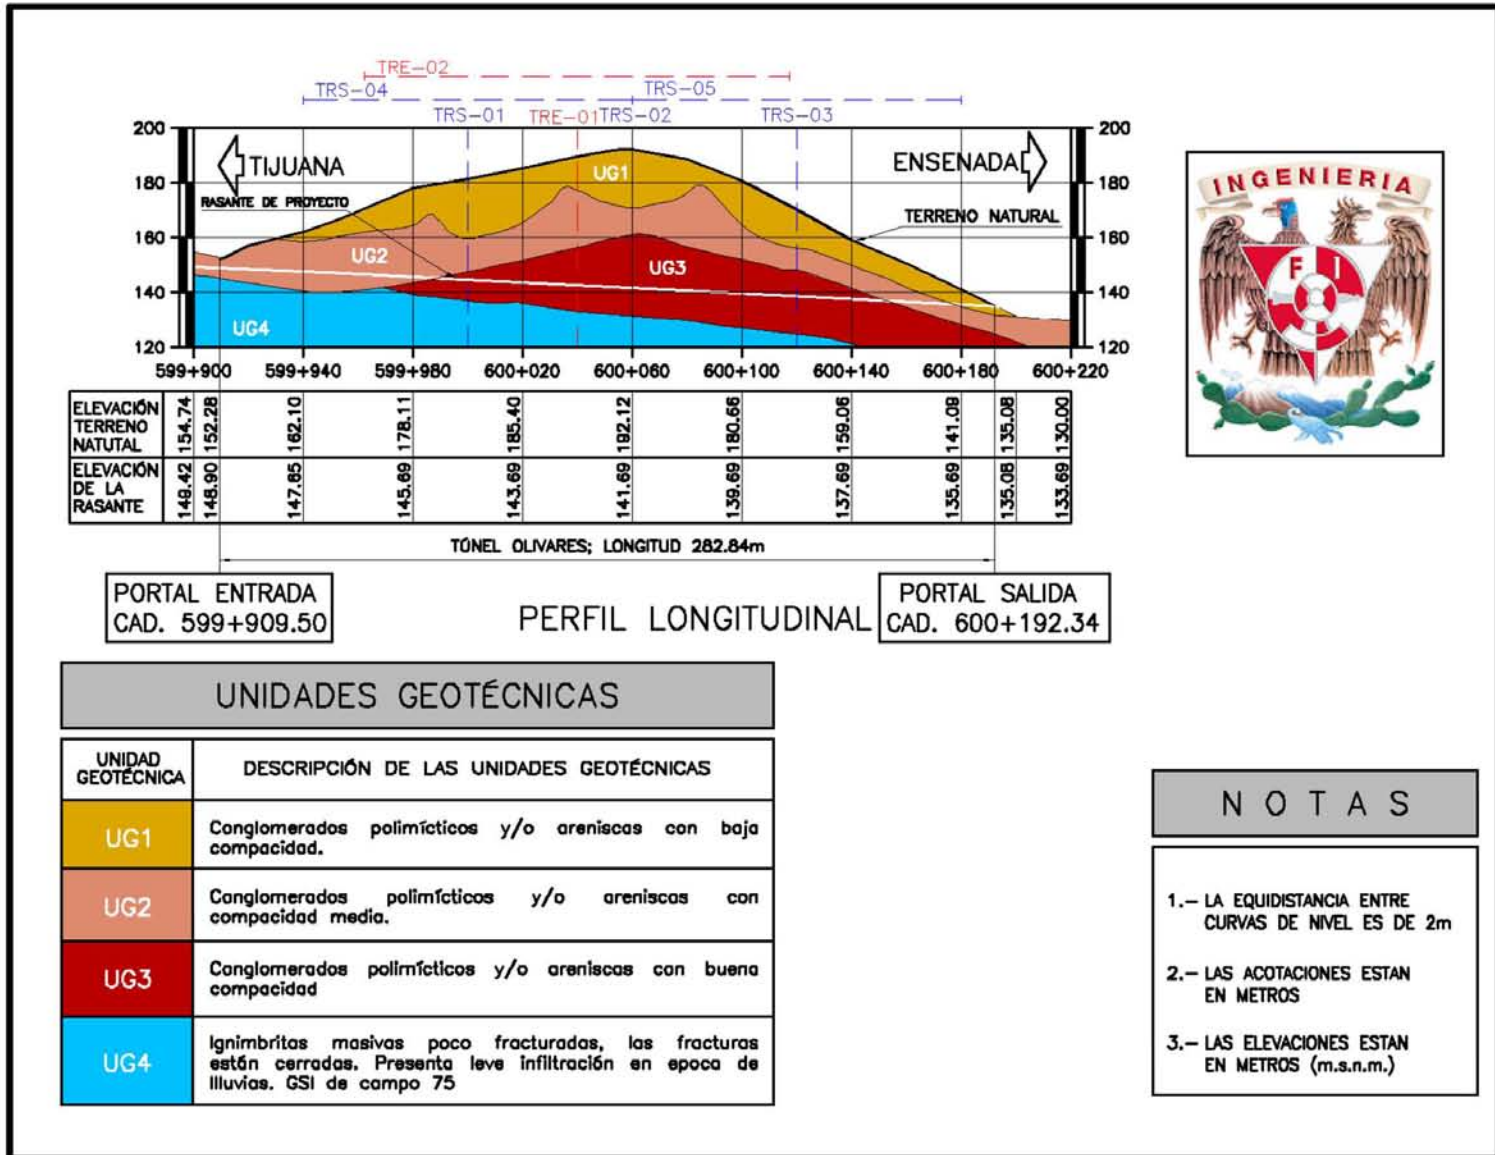 TRE-02
TRS-04
TRS-05
TRS-01
TRE-01
TRS-02
TRS-03
200
200
TIJUANA
ENSENADA
UG1
180
180
RASANTE DE PROYECTO
TERRENO NATURAL
160
160
UG2
UG3
140
140
UG4
120
120
599+900 599+940 599+980 600+020 600+060 600+100 600+140 600+180 600+220
ELEVACIÓN
TERRENO
NATUTAL
154.74
152.28
162.10
178.11
185.40
192.12
180.66
159.06
141.09
135.08
130.00
ELEVACIÓN
DE LA
RASANTE
149.42
148.90
147.85
145.69
143.69
141.69
139.69
137.69
135.69
135.08
133.69
TÚNEL OLIVARES; LONGITUD 282.84m
PORTAL ENTRADA
CAD. 599+909.50
PERFIL LONGITUDINAL
PORTAL SALIDA
CAD. 600+192.34
INGENIERIA
F I
UNIDADES GEOTÉCNICAS
UNIDAD
GEOTÉCNICA
DESCRIPCIÓN DE LAS UNIDADES GEOTÉCNICAS
UG1
Conglomerados polimícticos y/o areniscas con baja
compacidad.
UG2
Conglomerados polimícticos y/o areniscas con
compacidad media.
UG3
Conglomerados polimícticos y/o areniscas con buena
compacidad
UG4
Ignimbritas masivas poco fracturadas, las fracturas
están cerradas. Presenta leve infiltración en epoca de
lluvias. GSI de campo 75
N O T A S
1.- LA EQUIDISTANCIA ENTRE
CURVAS DE NIVEL ES DE 2m
2.- LAS ACOTACIONES ESTAN
EN METROS
3.- LAS ELEVACIONES ESTAN
EN METROS (m.s.n.m.)